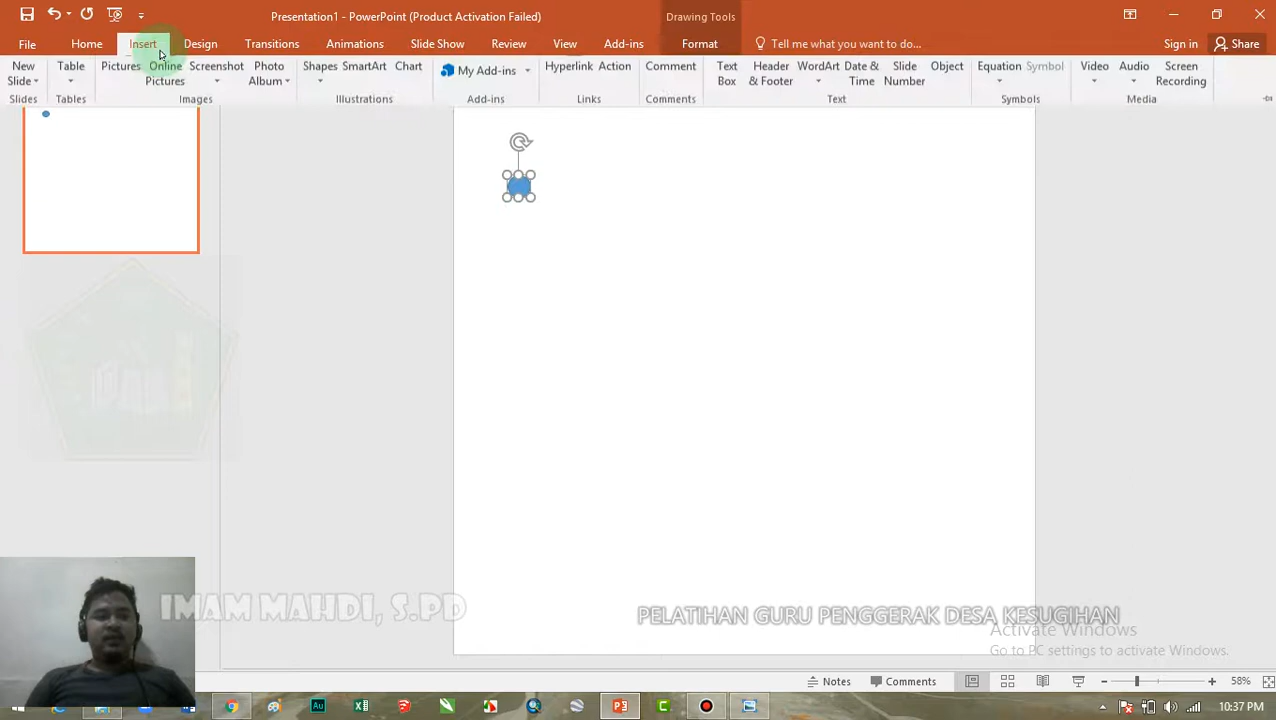 Presentation1 - PowerPoint (Product Activation Failed)
Drawing Tools
File Home Insert Design Transitions Animations Slide Show Review View Add-ins Format Tell me what you want to do... Sign in Share
New Slide
Table
Pictures
Online Pictures
Screenshot
Photo Album
Shapes
SmartArt
Chart
My Add-ins
Hyperlink
Action
Comment
Text Box
Header & Footer
WordArt
Date & Time
Slide Number
Object
Equation
Symbol
Video
Audio
Screen Recording
Slides Tables Images Illustrations Add-ins Links Comments Text Symbols Media
IMAM MAHDI, S.PD
PELATIHAN GURU PENGGERAK DESA KESUGIHAN
Activate Windows
Go to PC settings to activate Windows.
Notes Comments 58%
10:37 PM